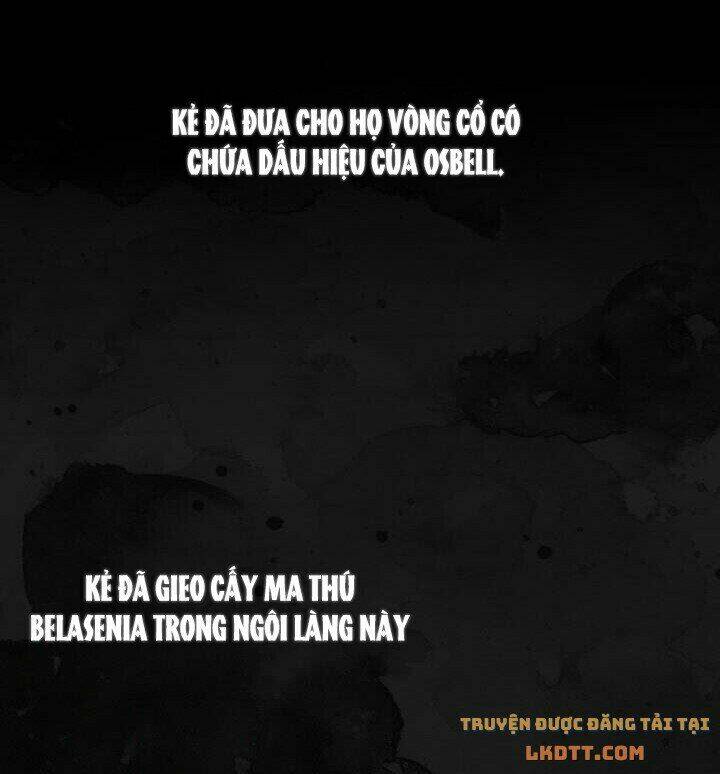 KẺ ĐÃ ĐƯA CHO HỌ VÒNG CỔ CÓ
CHỨA DẤU HIỆU CỦA OSBELL.
KẺ ĐÃ GIEO CẤY MA THÚ
BELASENIA TRONG NGÔI LÀNG NÀY
TRUYỆN ĐƯỢC ĐĂNG TẢI TẠI
LKDTT.COM